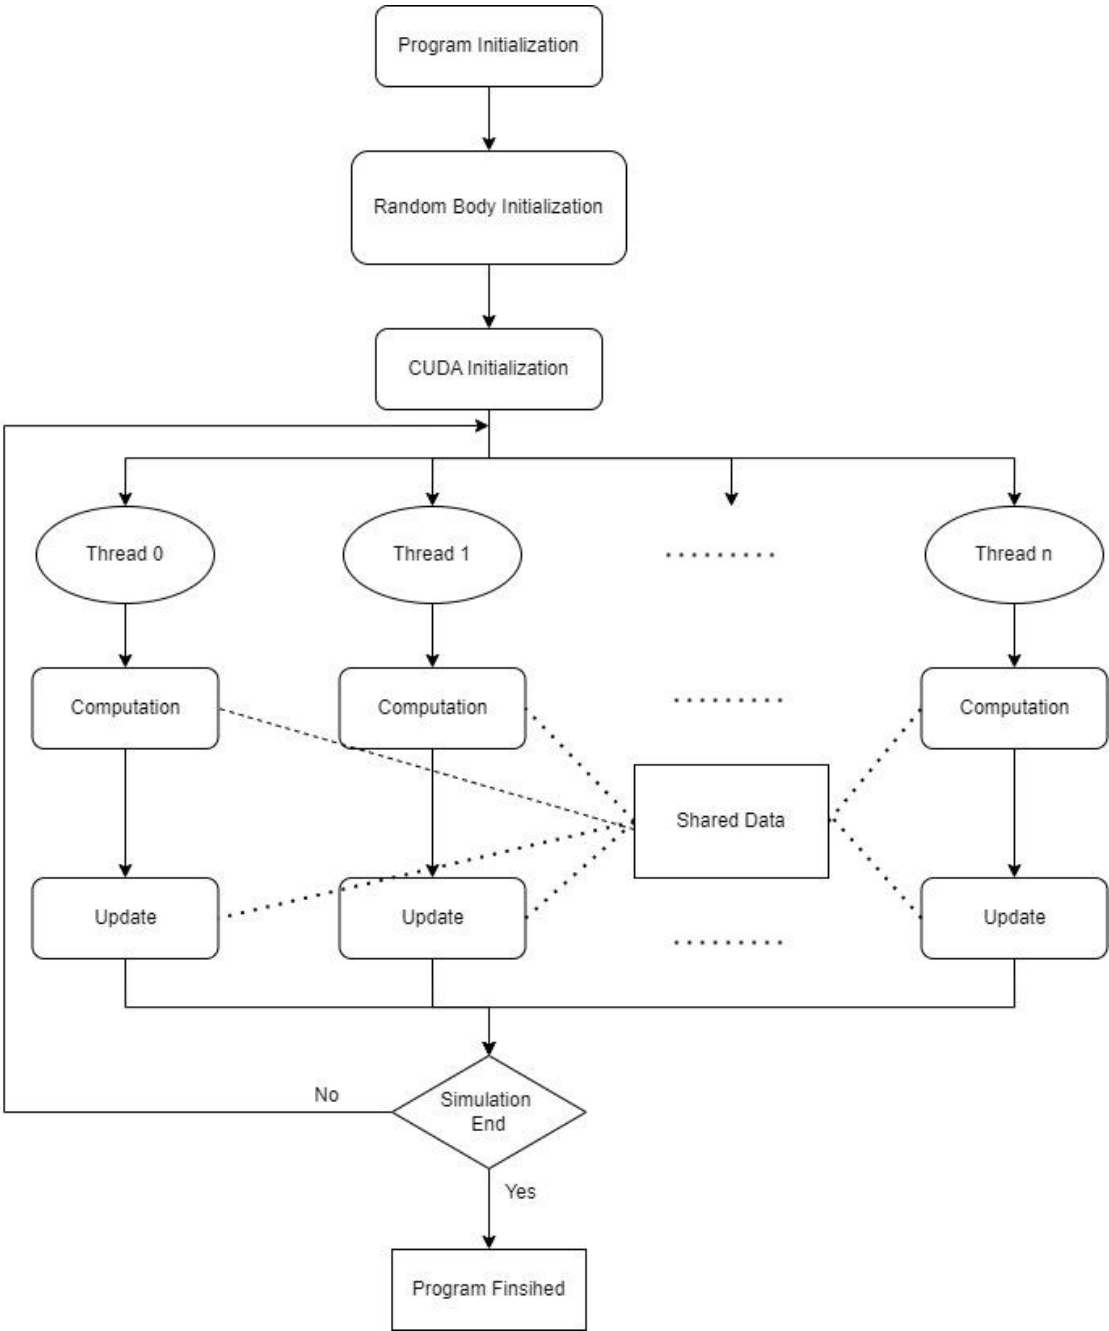 Program Initialization
Random Body Initialization
CUDA Initialization
Thread 0
Thread 1
Thread n
Computation
Computation
Computation
Shared Data
Update
Update
Update
No
Simulation
End
Yes
Program Finsihed